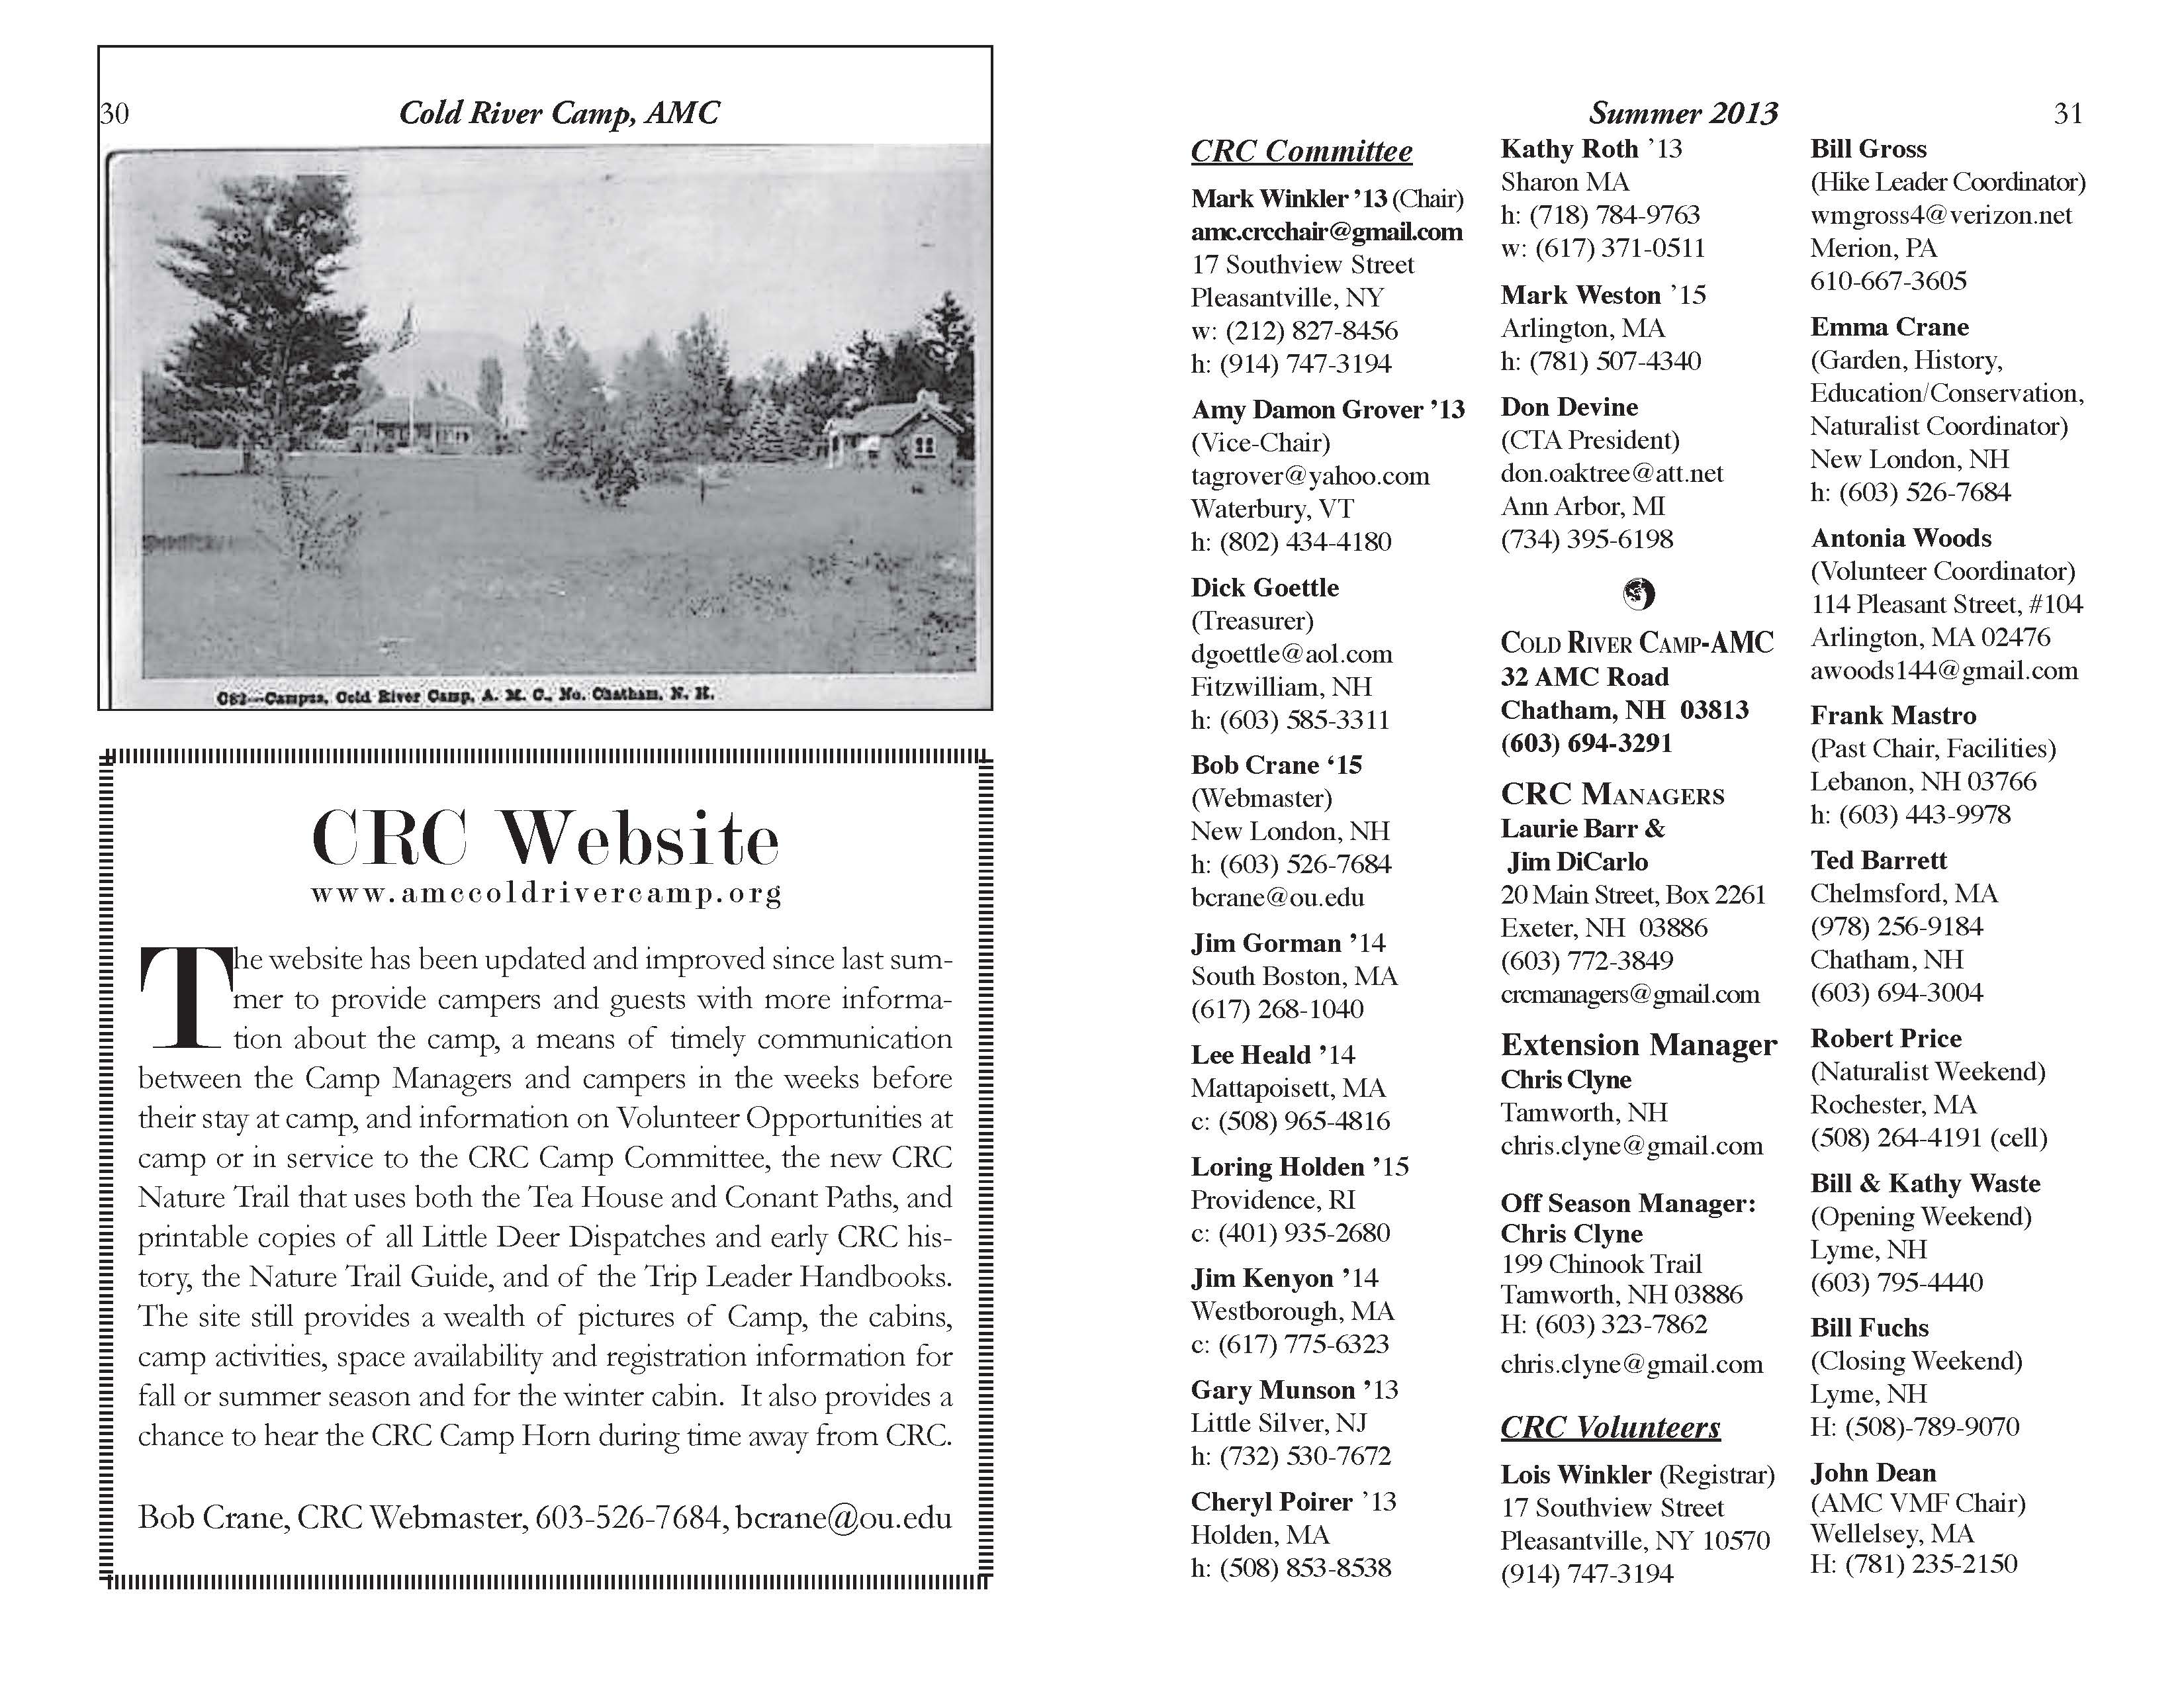 30
Cold River Camp, AMC
C82—Campus, Cold River Camp, A. M. C., No. Chatham, N. H.
CRC Website
www.amccoldrivercamp.org
The website has been updated and improved since last sum-
mer to provide campers and guests with more informa-
tion about the camp, a means of timely communication
between the Camp Managers and campers in the weeks before
their stay at camp, and information on Volunteer Opportunities at
camp or in service to the CRC Camp Committee, the new CRC
Nature Trail that uses both the Tea House and Conant Paths, and
printable copies of all Little Deer Dispatches and early CRC his-
tory, the Nature Trail Guide, and of the Trip Leader Handbooks.
The site still provides a wealth of pictures of Camp, the cabins,
camp activities, space availability and registration information for
fall or summer season and for the winter cabin. It also provides a
chance to hear the CRC Camp Horn during time away from CRC.
Bob Crane, CRC Webmaster, 603-526-7684, bcrane@ou.edu
Summer 2013
31
CRC Committee
Mark Winkler ’13 (Chair)
amc.crcchair@gmail.com
17 Southview Street
Pleasantville, NY
w: (212) 827-8456
h: (914) 747-3194
Amy Damon Grover ’13
(Vice-Chair)
tagrover@yahoo.com
Waterbury, VT
h: (802) 434-4180
Dick Goettle
(Treasurer)
dgoettle@aol.com
Fitzwilliam, NH
h: (603) 585-3311
Bob Crane ‘15
(Webmaster)
New London, NH
h: (603) 526-7684
bcrane@ou.edu
Jim Gorman ’14
South Boston, MA
(617) 268-1040
Lee Heald ’14
Mattapoisett, MA
c: (508) 965-4816
Loring Holden ’15
Providence, RI
c: (401) 935-2680
Jim Kenyon ’14
Westborough, MA
c: (617) 775-6323
Gary Munson ’13
Little Silver, NJ
h: (732) 530-7672
Cheryl Poirer ’13
Holden, MA
h: (508) 853-8538
Kathy Roth ’13
Sharon MA
h: (718) 784-9763
w: (617) 371-0511
Mark Weston ’15
Arlington, MA
h: (781) 507-4340
Don Devine
(CTA President)
don.oaktree@att.net
Ann Arbor, MI
(734) 395-6198
COLD RIVER CAMP-AMC
32 AMC Road
Chatham, NH 03813
(603) 694-3291
CRC MANAGERS
Laurie Barr &
Jim DiCarlo
20 Main Street, Box 2261
Exeter, NH 03886
(603) 772-3849
crcmanagers@gmail.com
Extension Manager
Chris Clyne
Tamworth, NH
chris.clyne@gmail.com
Off Season Manager:
Chris Clyne
199 Chinook Trail
Tamworth, NH 03886
H: (603) 323-7862
chris.clyne@gmail.com
CRC Volunteers
Lois Winkler (Registrar)
17 Southview Street
Pleasantville, NY 10570
(914) 747-3194
Bill Gross
(Hike Leader Coordinator)
wmgross4@verizon.net
Merion, PA
610-667-3605
Emma Crane
(Garden, History,
Education/Conservation,
Naturalist Coordinator)
New London, NH
h: (603) 526-7684
Antonia Woods
(Volunteer Coordinator)
114 Pleasant Street, #104
Arlington, MA 02476
awoods144@gmail.com
Frank Mastro
(Past Chair, Facilities)
Lebanon, NH 03766
h: (603) 443-9978
Ted Barrett
Chelmsford, MA
(978) 256-9184
Chatham, NH
(603) 694-3004
Robert Price
(Naturalist Weekend)
Rochester, MA
(508) 264-4191 (cell)
Bill & Kathy Waste
(Opening Weekend)
Lyme, NH
(603) 795-4440
Bill Fuchs
(Closing Weekend)
Lyme, NH
H: (508)-789-9070
John Dean
(AMC VMF Chair)
Wellelsey, MA
H: (781) 235-2150